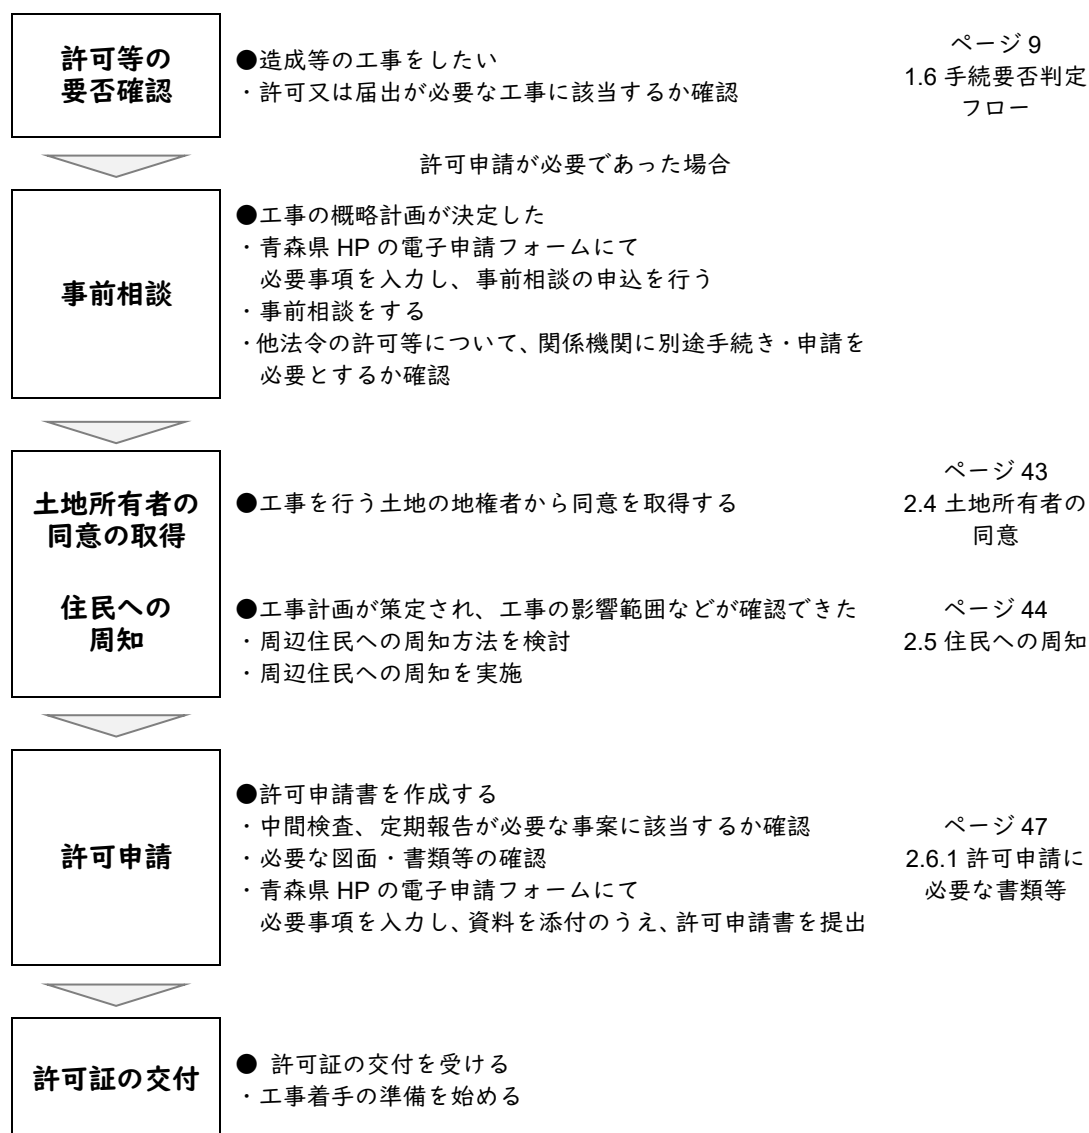 許可等の
要否確認
●造成等の工事をしたい
・許可又は届出が必要な工事に該当するか確認
ページ 9
1.6 手続要否判定
フロー
許可申請が必要であった場合
事前相談
●工事の概略計画が決定した
・青森県 HP の電子申請フォームにて
必要事項を入力し、事前相談の申込を行う
・事前相談をする
・他法令の許可等について、関係機関に別途手続き・申請を
必要とするか確認
土地所有者の
同意の取得
●工事を行う土地の地権者から同意を取得する
ページ 43
2.4 土地所有者の
同意
住民への
周知
●工事計画が策定され、工事の影響範囲などが確認できた
・周辺住民への周知方法を検討
・周辺住民への周知を実施
ページ 44
2.5 住民への周知
許可申請
●許可申請書を作成する
・中間検査、定期報告が必要な事案に該当するか確認
・必要な図面・書類等の確認
・青森県 HP の電子申請フォームにて
必要事項を入力し、資料を添付のうえ、許可申請書を提出
ページ 47
2.6.1 許可申請に
必要な書類等
許可証の交付
● 許可証の交付を受ける
・工事着手の準備を始める